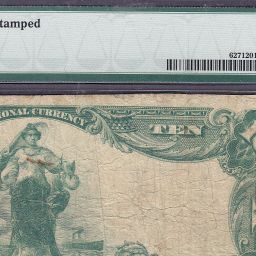 tamped
6271201
ONAL CURRENCY
TEN